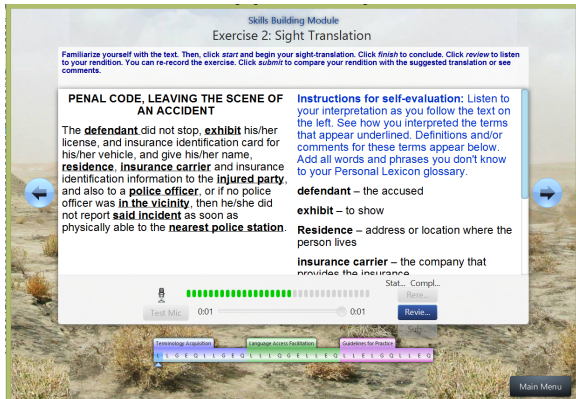 Skills Building Module
Exercise 2: Sight Translation
Familiarize yourself with the text. Then, click start and begin your sight-translation. Click finish to conclude. Click review to listen
to your rendition. You can re-record the exercise. Click submit to compare your rendition with the suggested translation or see
comments.
PENAL CODE, LEAVING THE SCENE OF
AN ACCIDENT
The defendant did not stop, exhibit his/her
license, and insurance identification card for
his/her vehicle, and give his/her name,
residence, insurance carrier and insurance
identification information to the injured party,
and also to a police officer, or if no police
officer was in the vicinity, then he/she did
not report said incident as soon as
physically able to the nearest police station.
Instructions for self-evaluation: Listen to
your interpretation as you follow the text on
the left. See how you interpreted the terms
that appear underlined. Definitions and/or
comments for these terms appear below.
Add all words and phrases you don't know
to your Personal Lexicon glossary.
defendant – the accused
exhibit – to show
Residence – address or location where the
person lives
insurance carrier – the company that
provides the insurance
Stat... Compl...
Rere...
Test Mic
0:01
0:01
Revie...
Sub
Terminology Acquisition
Language Access Facilitation
Guidelines for Practice
L L G E Q L L G E Q L L L Q G E L L E Q L L E L G Q L L E Q
Main Menu